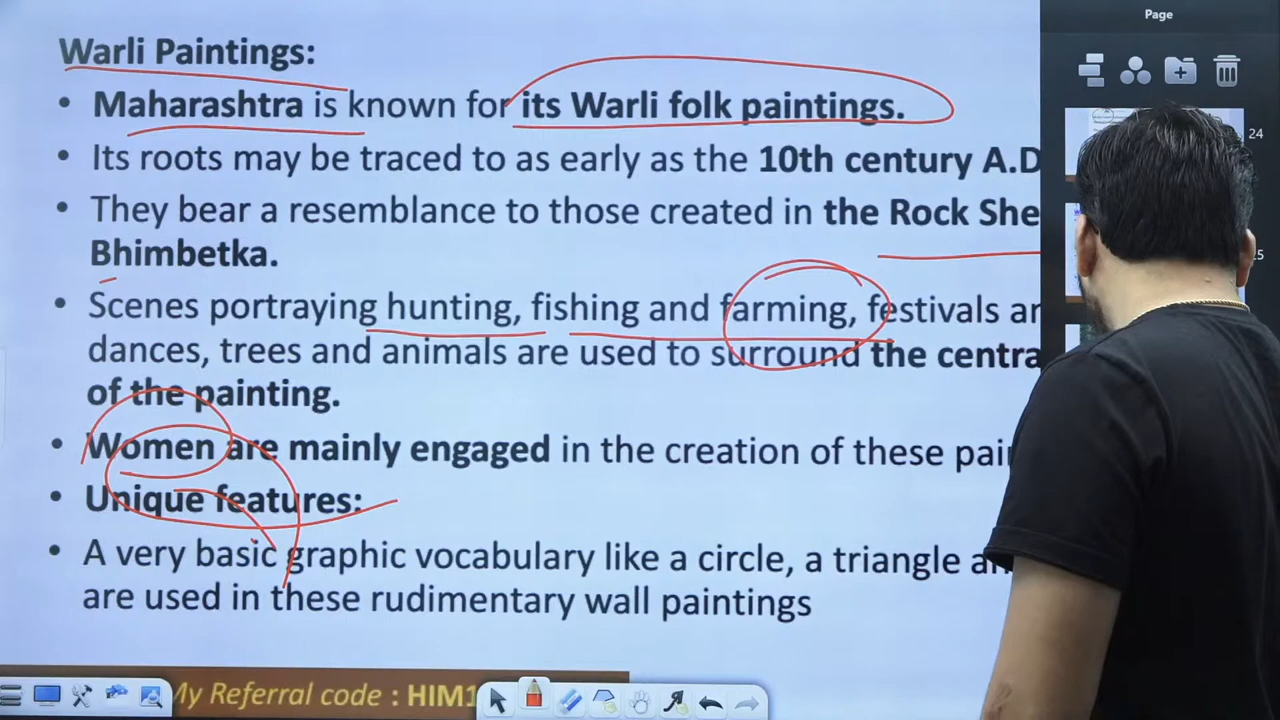 Page
Warli Paintings:
• Maharashtra is known for its Warli folk paintings.
24
• Its roots may be traced to as early as the 10th century A.D
• They bear a resemblance to those created in the Rock She
Bhimbetka.
• Scenes portraying hunting, fishing and farming, festivals
dances, trees and animals are used to surround the centra
of the painting.
• Women are mainly engaged in the creation of these
• Unique features:
• A very basic graphic vocabulary like a circle, a triangle
are used in these rudimentary wall paintings
My Referral code : HIM1